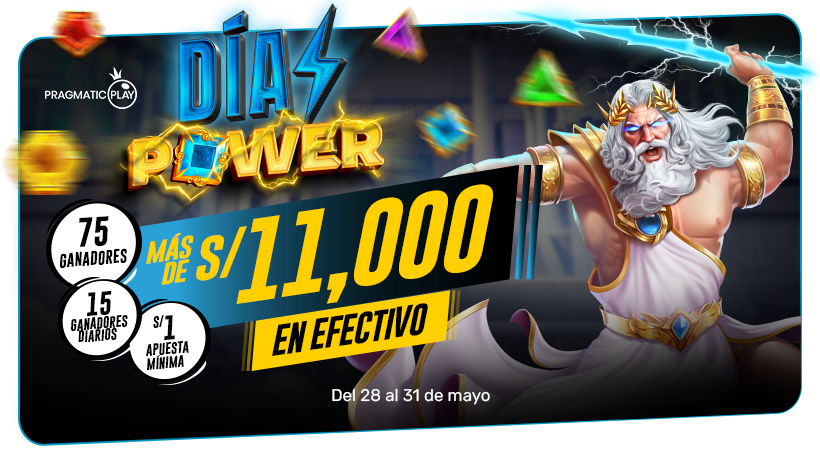 DÍAS
PRAGMATIC PLAY
POWER
75
GANADORES
MÁS
DE S/11,000
15
GANADORES
DIARIOS
S/1
APUESTA
MÍNIMA
EN EFECTIVO
Del 28 al 31 de mayo